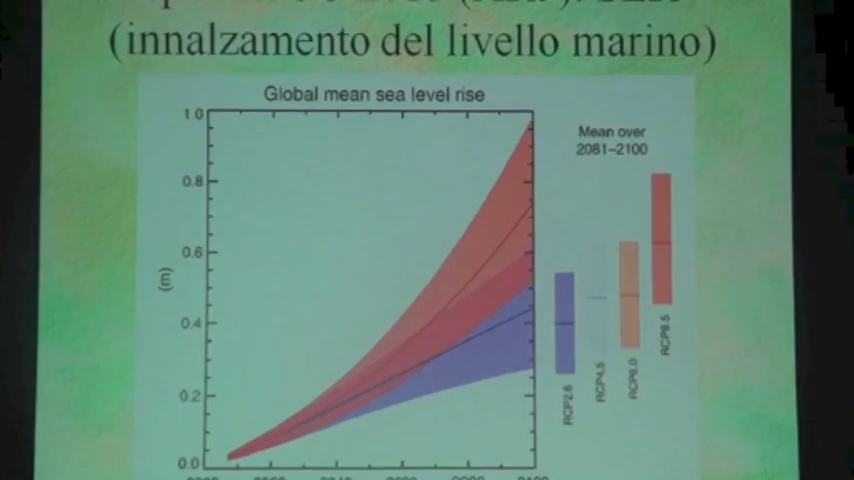 (innalzamento del livello marino)
Global mean sea level rise
1.0
0.8
0.6
0.4
0.2
0.0
(m)
Mean over
2081–2100
RCP2.6
RCP4.5
RCP6.0
RCP8.5